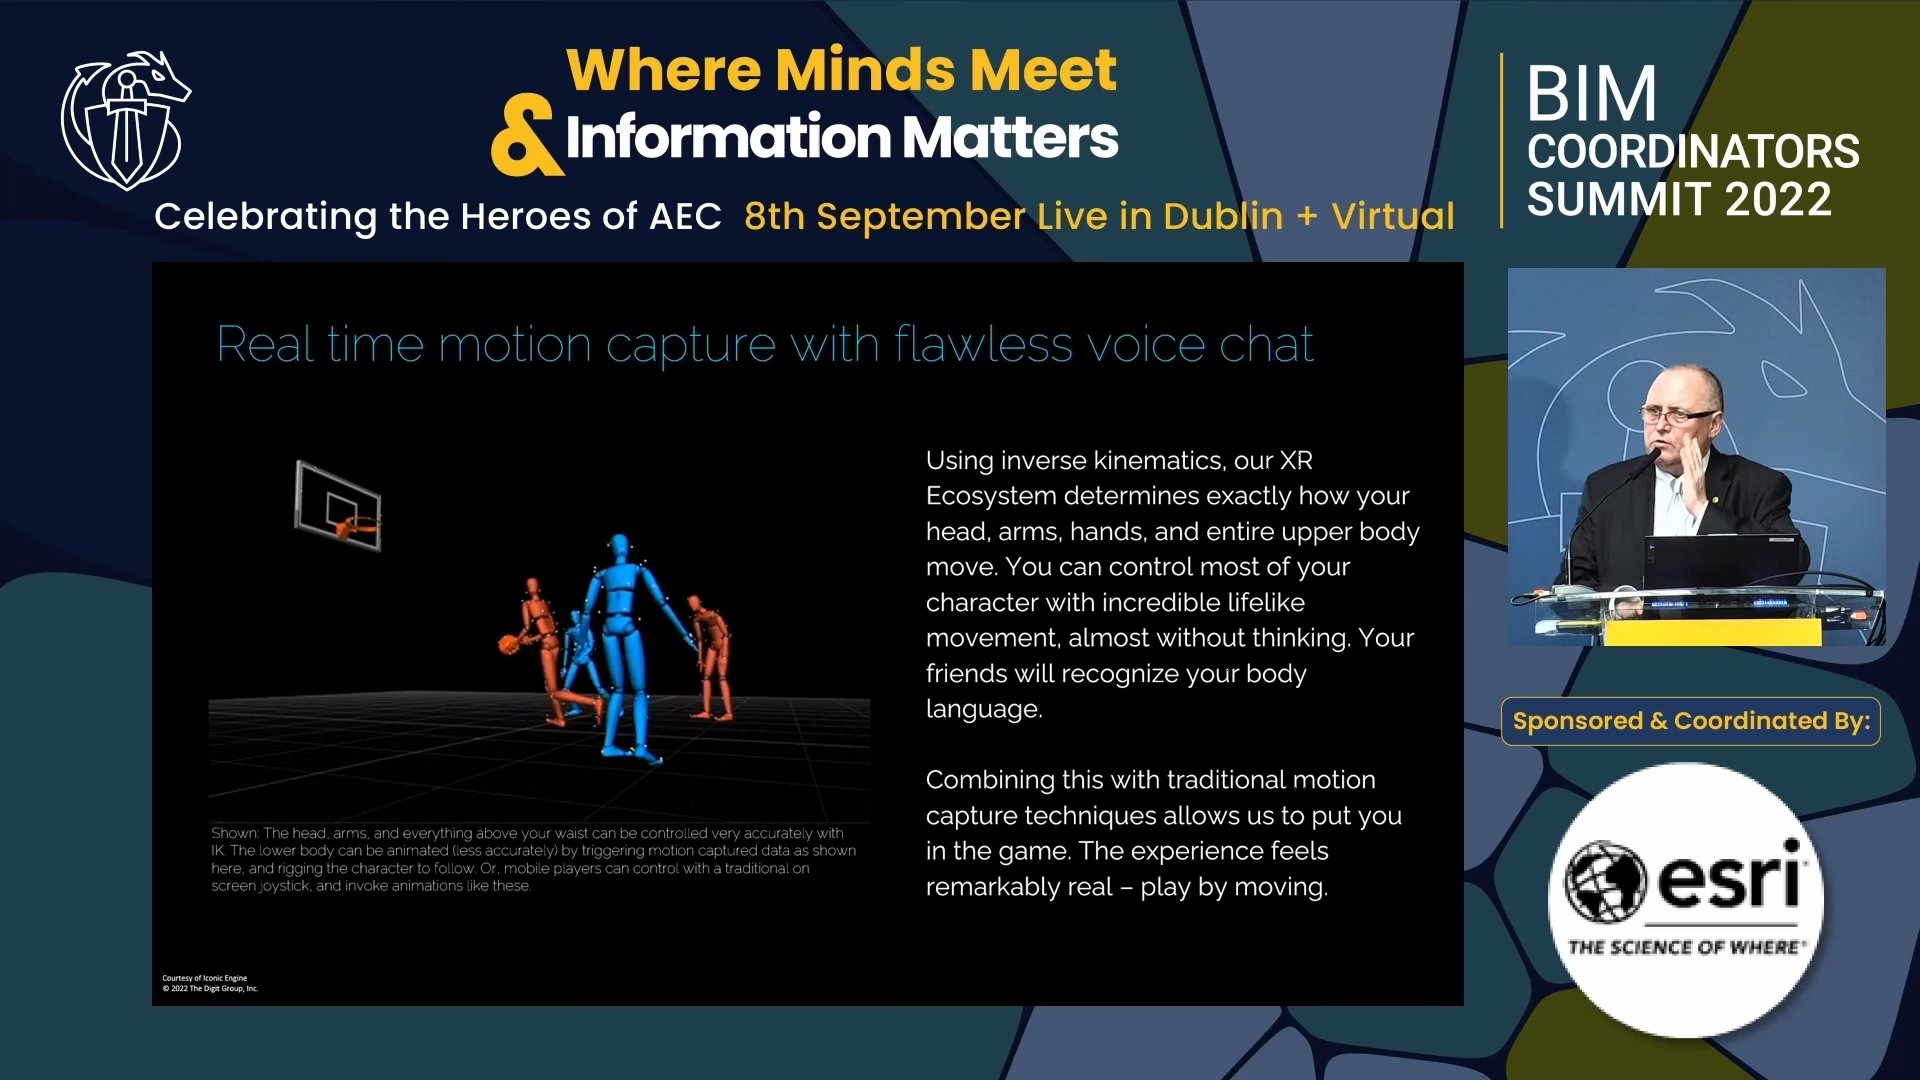 Where Minds Meet
& Information Matters
Celebrating the Heroes of AEC 8th September Live in Dublin + Virtual
BIM
COORDINATORS
SUMMIT 2022
Real time motion capture with flawless voice chat
Using inverse kinematics, our XR
Ecosystem determines exactly how your
head, arms, hands, and entire upper body
move. You can control most of your
character with incredible lifelike
movement, almost without thinking. Your
friends will recognize your body
language.
Combining this with traditional motion
capture techniques allows us to put you
in the game. The experience feels
remarkably real – play by moving.
Shown: The head, arms, and everything above your waist can be controlled very accurately with
IK. The lower body can be animated (less accurately) by triggering motion captured data as shown
here, and rigging the character to follow. Or, mobile players can control with a traditional on
screen joystick, and invoke animations like these.
Courtesy of Iconic Engine
© 2022 The Digit Group, Inc.
Sponsored & Coordinated By:
esri
THE SCIENCE OF WHERE®